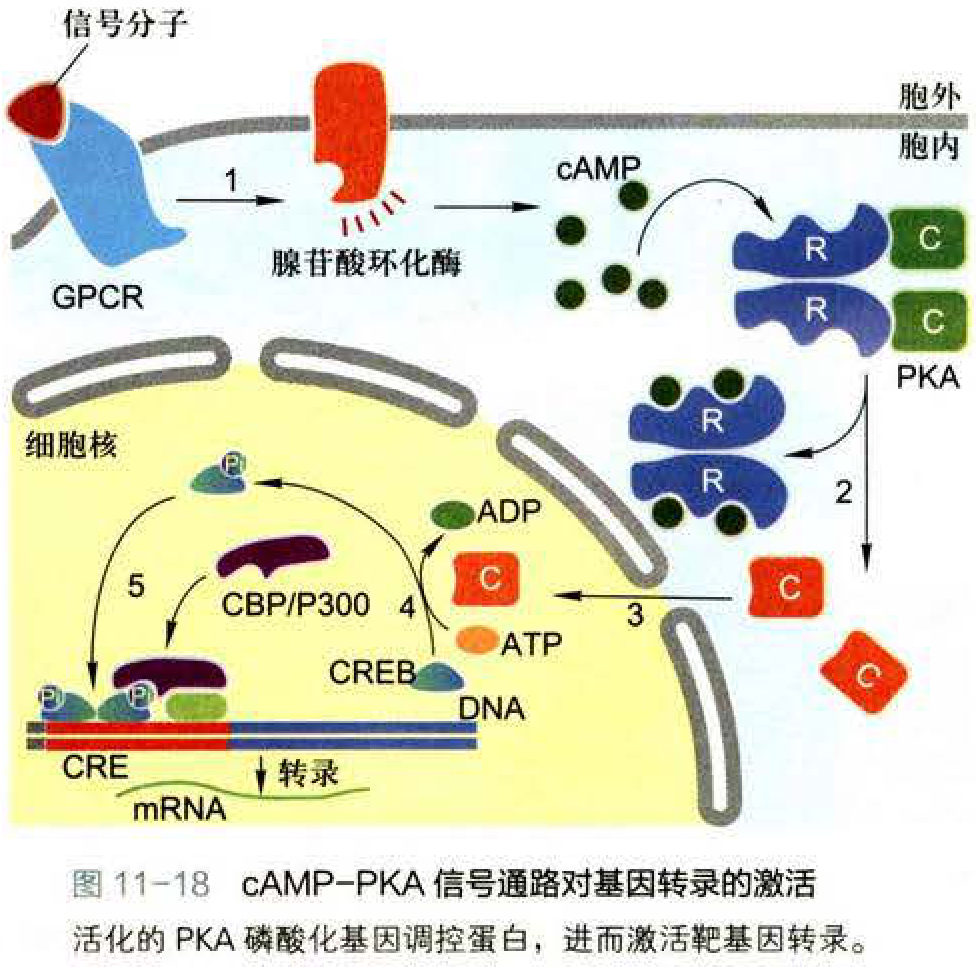 信号分子
胞外
胞内
cAMP
1
R
C
腺苷酸环化酶
GPCR
R
C
PKA
R
细胞核
Pi
R
2
ADP
C
5
CBP/P300
4
3
C
ATP
CREB
C
Pi
Pi
DNA
CRE
转录
mRNA
图 11-18 cAMP-PKA 信号通路对基因转录的激活
活化的 PKA 磷酸化基因调控蛋白，进而激活靶基因转录。